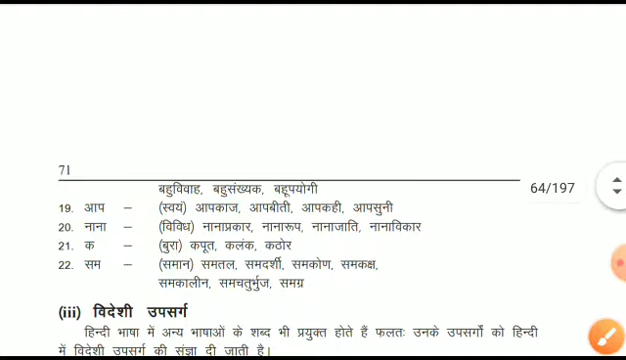 71
बहुविवाह, बहुसंख्यक, बहूपयोगी
64/197
19. आप – (स्वयं) आपकाज, आपबीती, आपकही, आपसुनी
20. नाना – (विविध) नानाप्रकार, नानारूप, नानाजाति, नानाविकार
21. क – (बुरा) कपूत, कलंक, कठोर
22. सम – (समान) समतल, समदर्शी, समकोण, समकक्ष,
समकालीन, समचतुर्भुज, समग्र
(iii) विदेशी उपसर्ग
हिन्दी भाषा में अन्य भाषाओं के शब्द भी प्रयुक्त होते हैं फलतः उनके उपसर्गों को हिन्दी
में विदेशी उपसर्ग की संज्ञा दी जाती है।